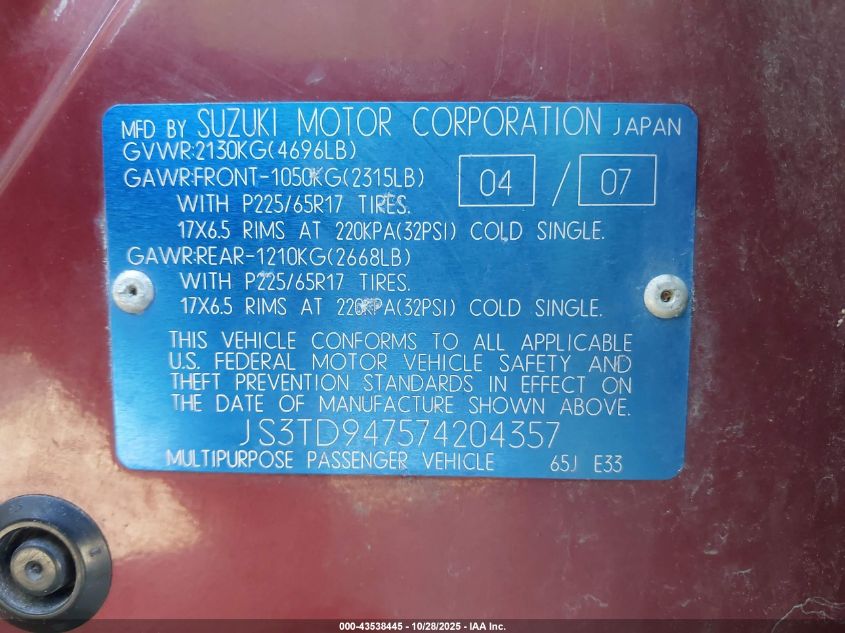 MFD BY SUZUKI MOTOR CORPORATION JAPAN
GVWR:2130KG(4696LB)
GAWR:FRONT-1050KG(2315LB) 04 / 07
WITH P225/65R17 TIRES.
17X6.5 RIMS AT 220KPA(32PSI) COLD SINGLE.
GAWR:REAR-1210KG(2668LB)
WITH P225/65R17 TIRES.
17X6.5 RIMS AT 220KPA(32PSI) COLD SINGLE.
THIS VEHICLE CONFORMS TO ALL APPLICABLE
U.S. FEDERAL MOTOR VEHICLE SAFETY AND
THEFT PREVENTION STANDARDS IN EFFECT ON
THE DATE OF MANUFACTURE SHOWN ABOVE.
JS3TD947574204357
MULTIPURPOSE PASSENGER VEHICLE 65J E33
000-43538445 - 10/28/2025 - IAA Inc.